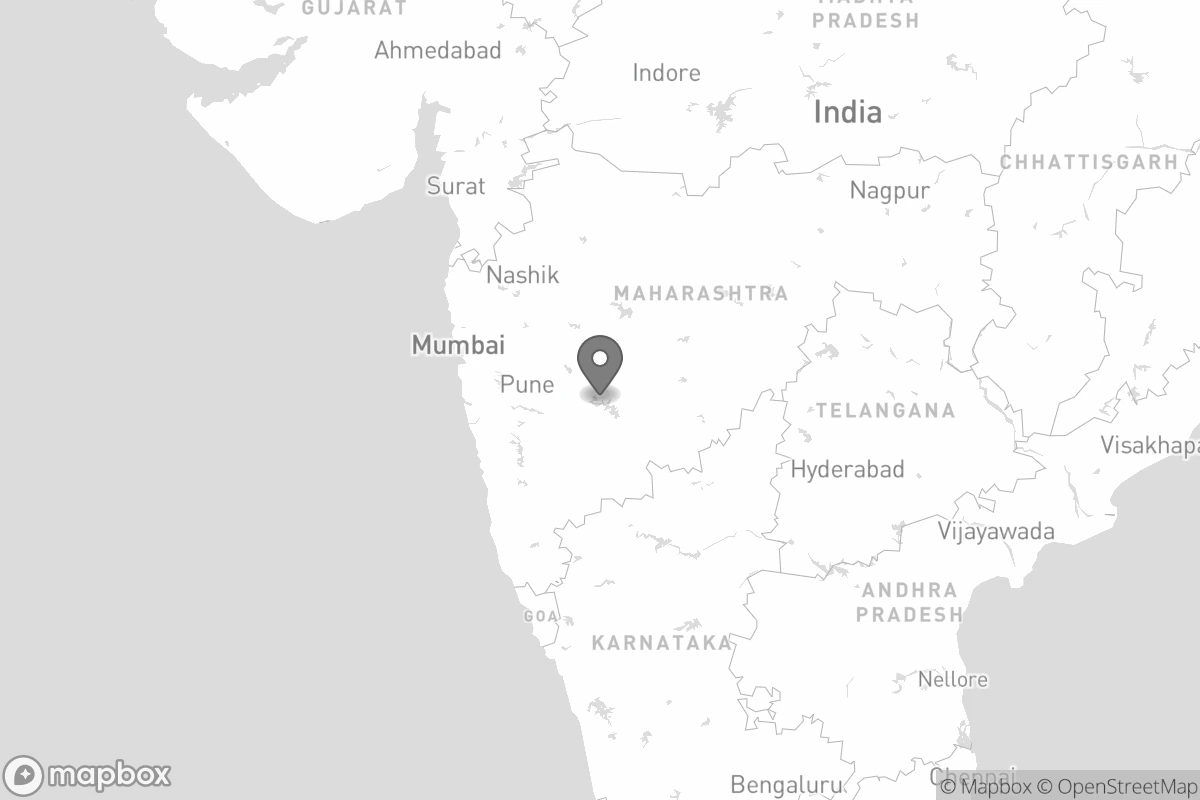 GUJARAT
MADHYA
PRADESH
Ahmedabad
Indore
India
CHHATTISGARH
Surat
Nagpur
Nashik
MAHARASHTRA
Mumbai
Pune
TELANGANA
Visakhapa
Hyderabad
Vijayawada
ANDHRA
PRADESH
GOA
KARNATAKA
Nellore
Bengaluru
Chennai
mapbox
© Mapbox © OpenStreetMap